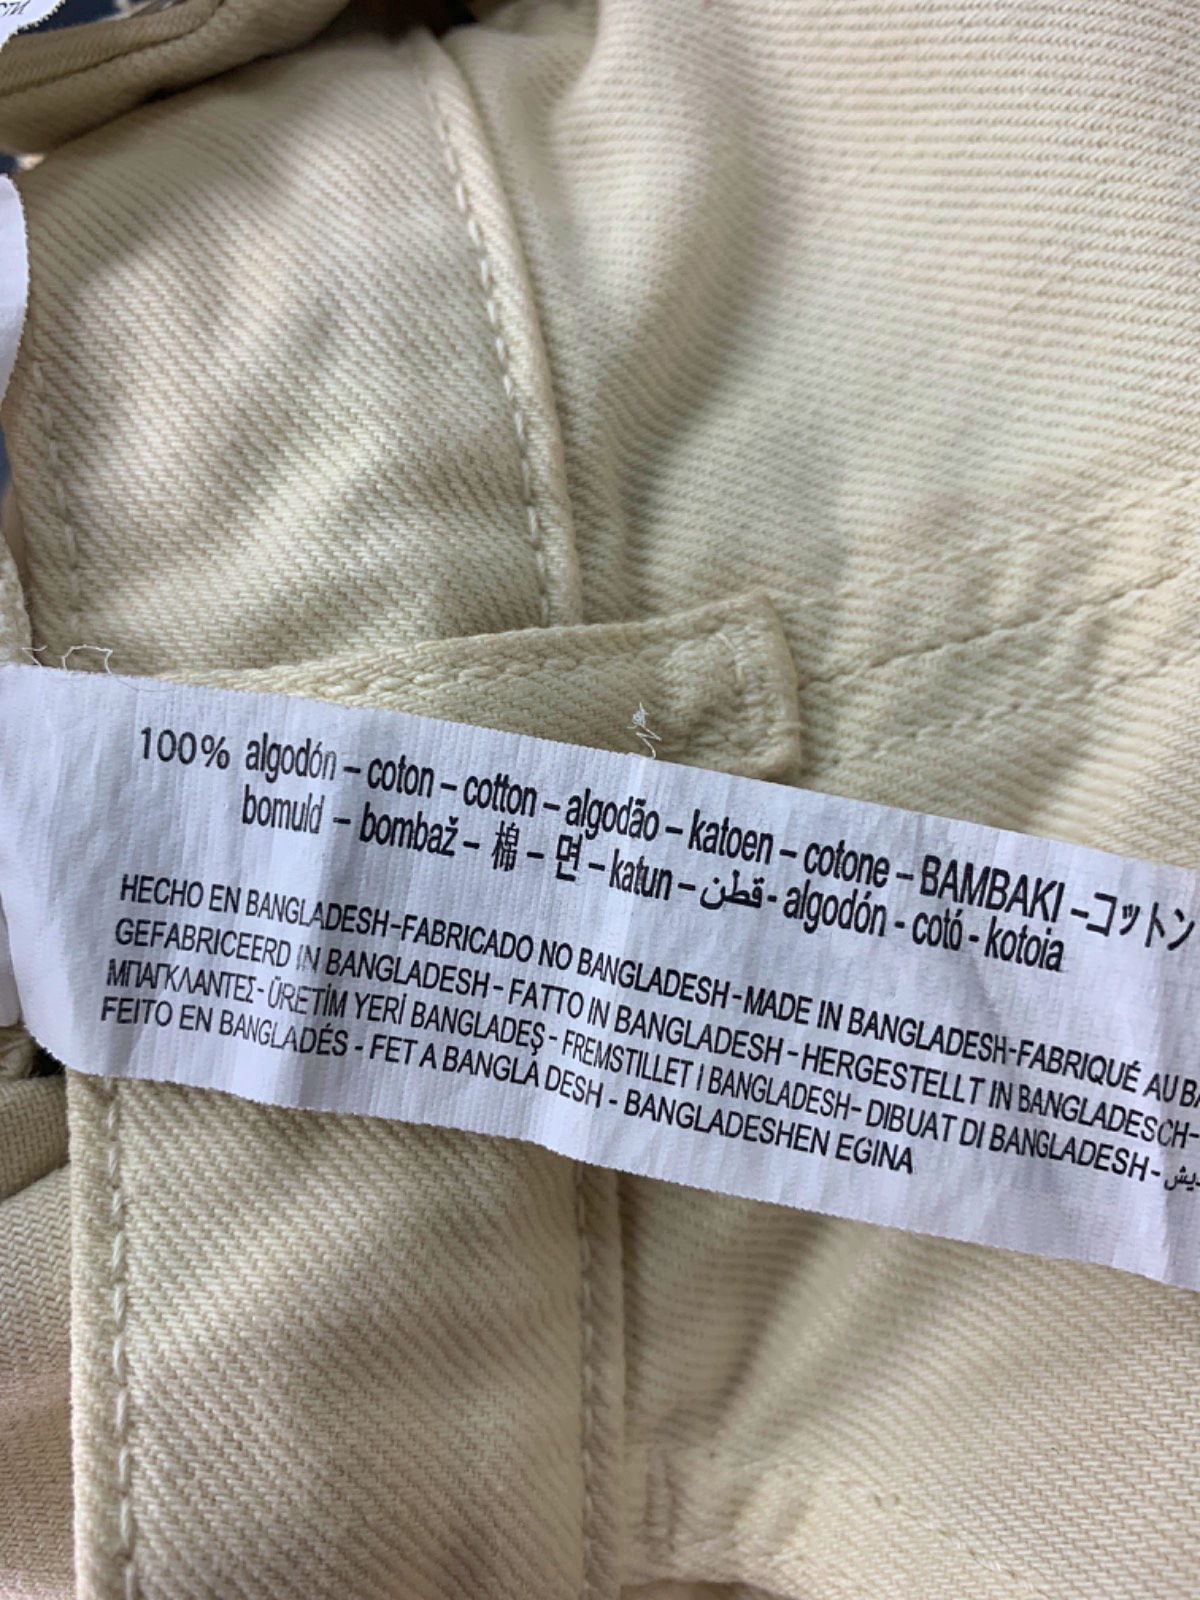 100% algodón – coton – cotton – algodão – katoen – cotone – BAMBAKI – コットン
bomuld – bombaž – 棉 – 면 – katun – قطن - algodón - cotó - kotoia
HECHO EN BANGLADESH-FABRICADO NO BANGLADESH-MADE IN BANGLADESH-FABRIQUÉ AU
GEFABRICEERD IN BANGLADESH - FATTO IN BANGLADESH - HERGESTELLT IN BANGLADESCH-
ΜΠΑΓΚΛΑΝΤΕΣ- ÜRETİM YERİ BANGLADEŞ - FREMSTILLET I BANGLADESH- DIBUAT DI BANGLADESH -
FEITO EN BANGLADÉS - FET A BANGLA DESH - BANGLADESHEN EGINA